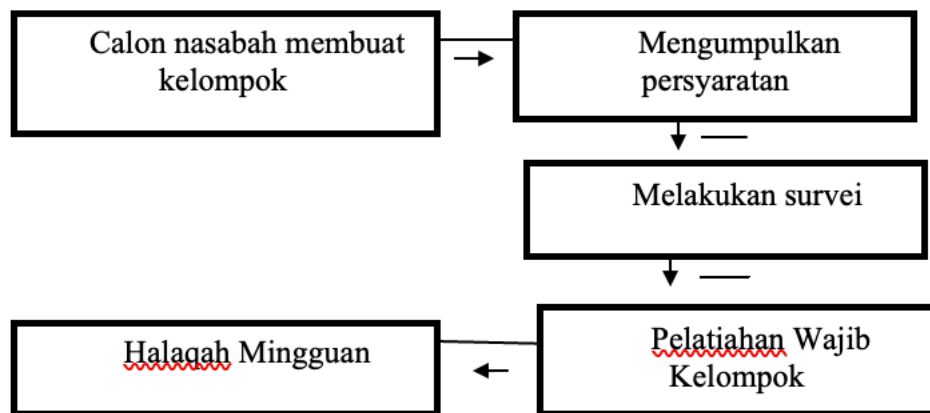 Calon nasabah membuat
kelompok
Mengumpulkan
persyaratan
Melakukan survei
Pelatiahan Wajib
Kelompok
Halaqah Mingguan